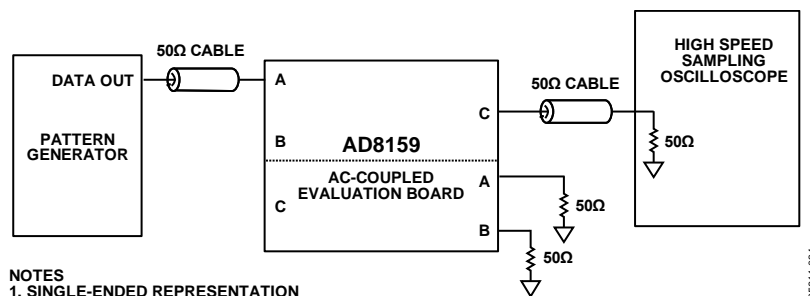 50Ω CABLE
DATA OUT
PATTERN
GENERATOR
A
B
C
AD8159
AC-COUPLED
EVALUATION BOARD
C
A
B
50Ω
50Ω
50Ω CABLE
HIGH SPEED
SAMPLING
OSCILLOSCOPE
50Ω
NOTES
1. SINGLE-ENDED REPRESENTATION